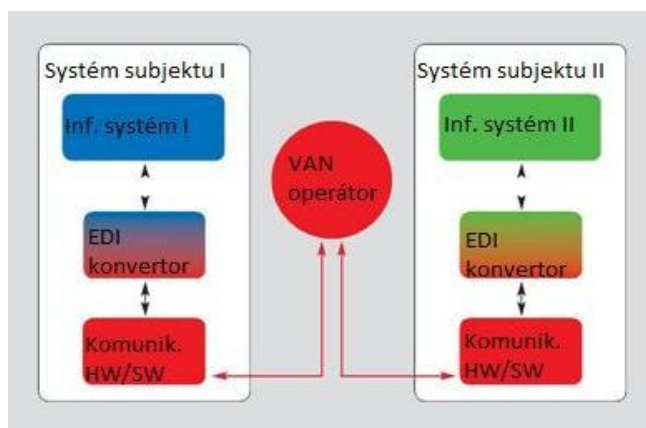 Systém subjektu I
Inf. systém I
EDI
konvertor
Komunik.
HW/SW
VAN
operátor
Systém subjektu II
Inf. systém II
EDI
konvertor
Komunik.
HW/SW